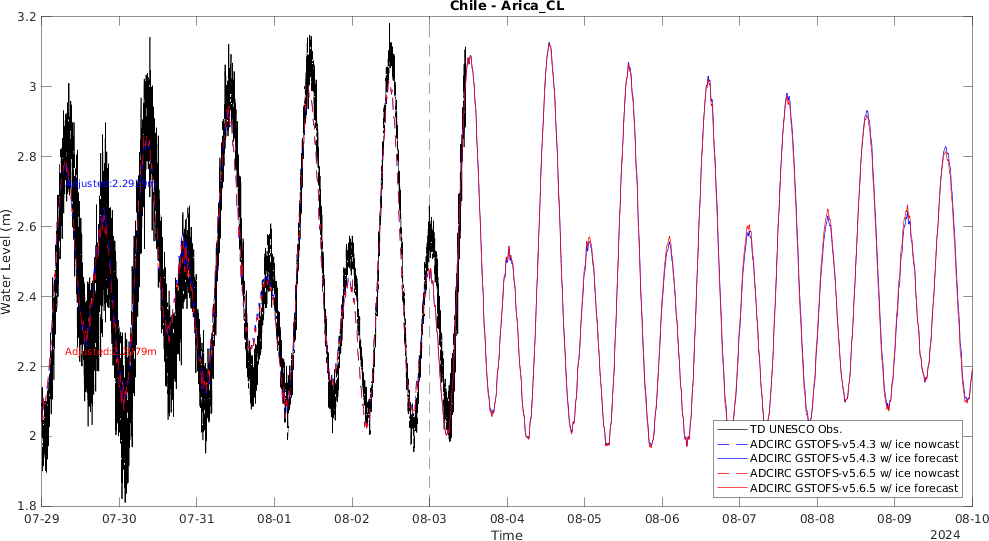 Chile - Arica_CL
3.2
3
2.8
2.6
2.4
2.2
2
1.8
Water Level (m)
TD UNESCO Obs.
ADCIRC GSTOFS-v5.4.3 w/ ice nowcast
ADCIRC GSTOFS-v5.4.3 w/ ice forecast
ADCIRC GSTOFS-v5.6.5 w/ ice nowcast
ADCIRC GSTOFS-v5.6.5 w/ ice forecast
07-29 07-30 07-31 08-01 08-02 08-03 08-04 08-05 08-06 08-07 08-08 08-09 08-10
Time
2024